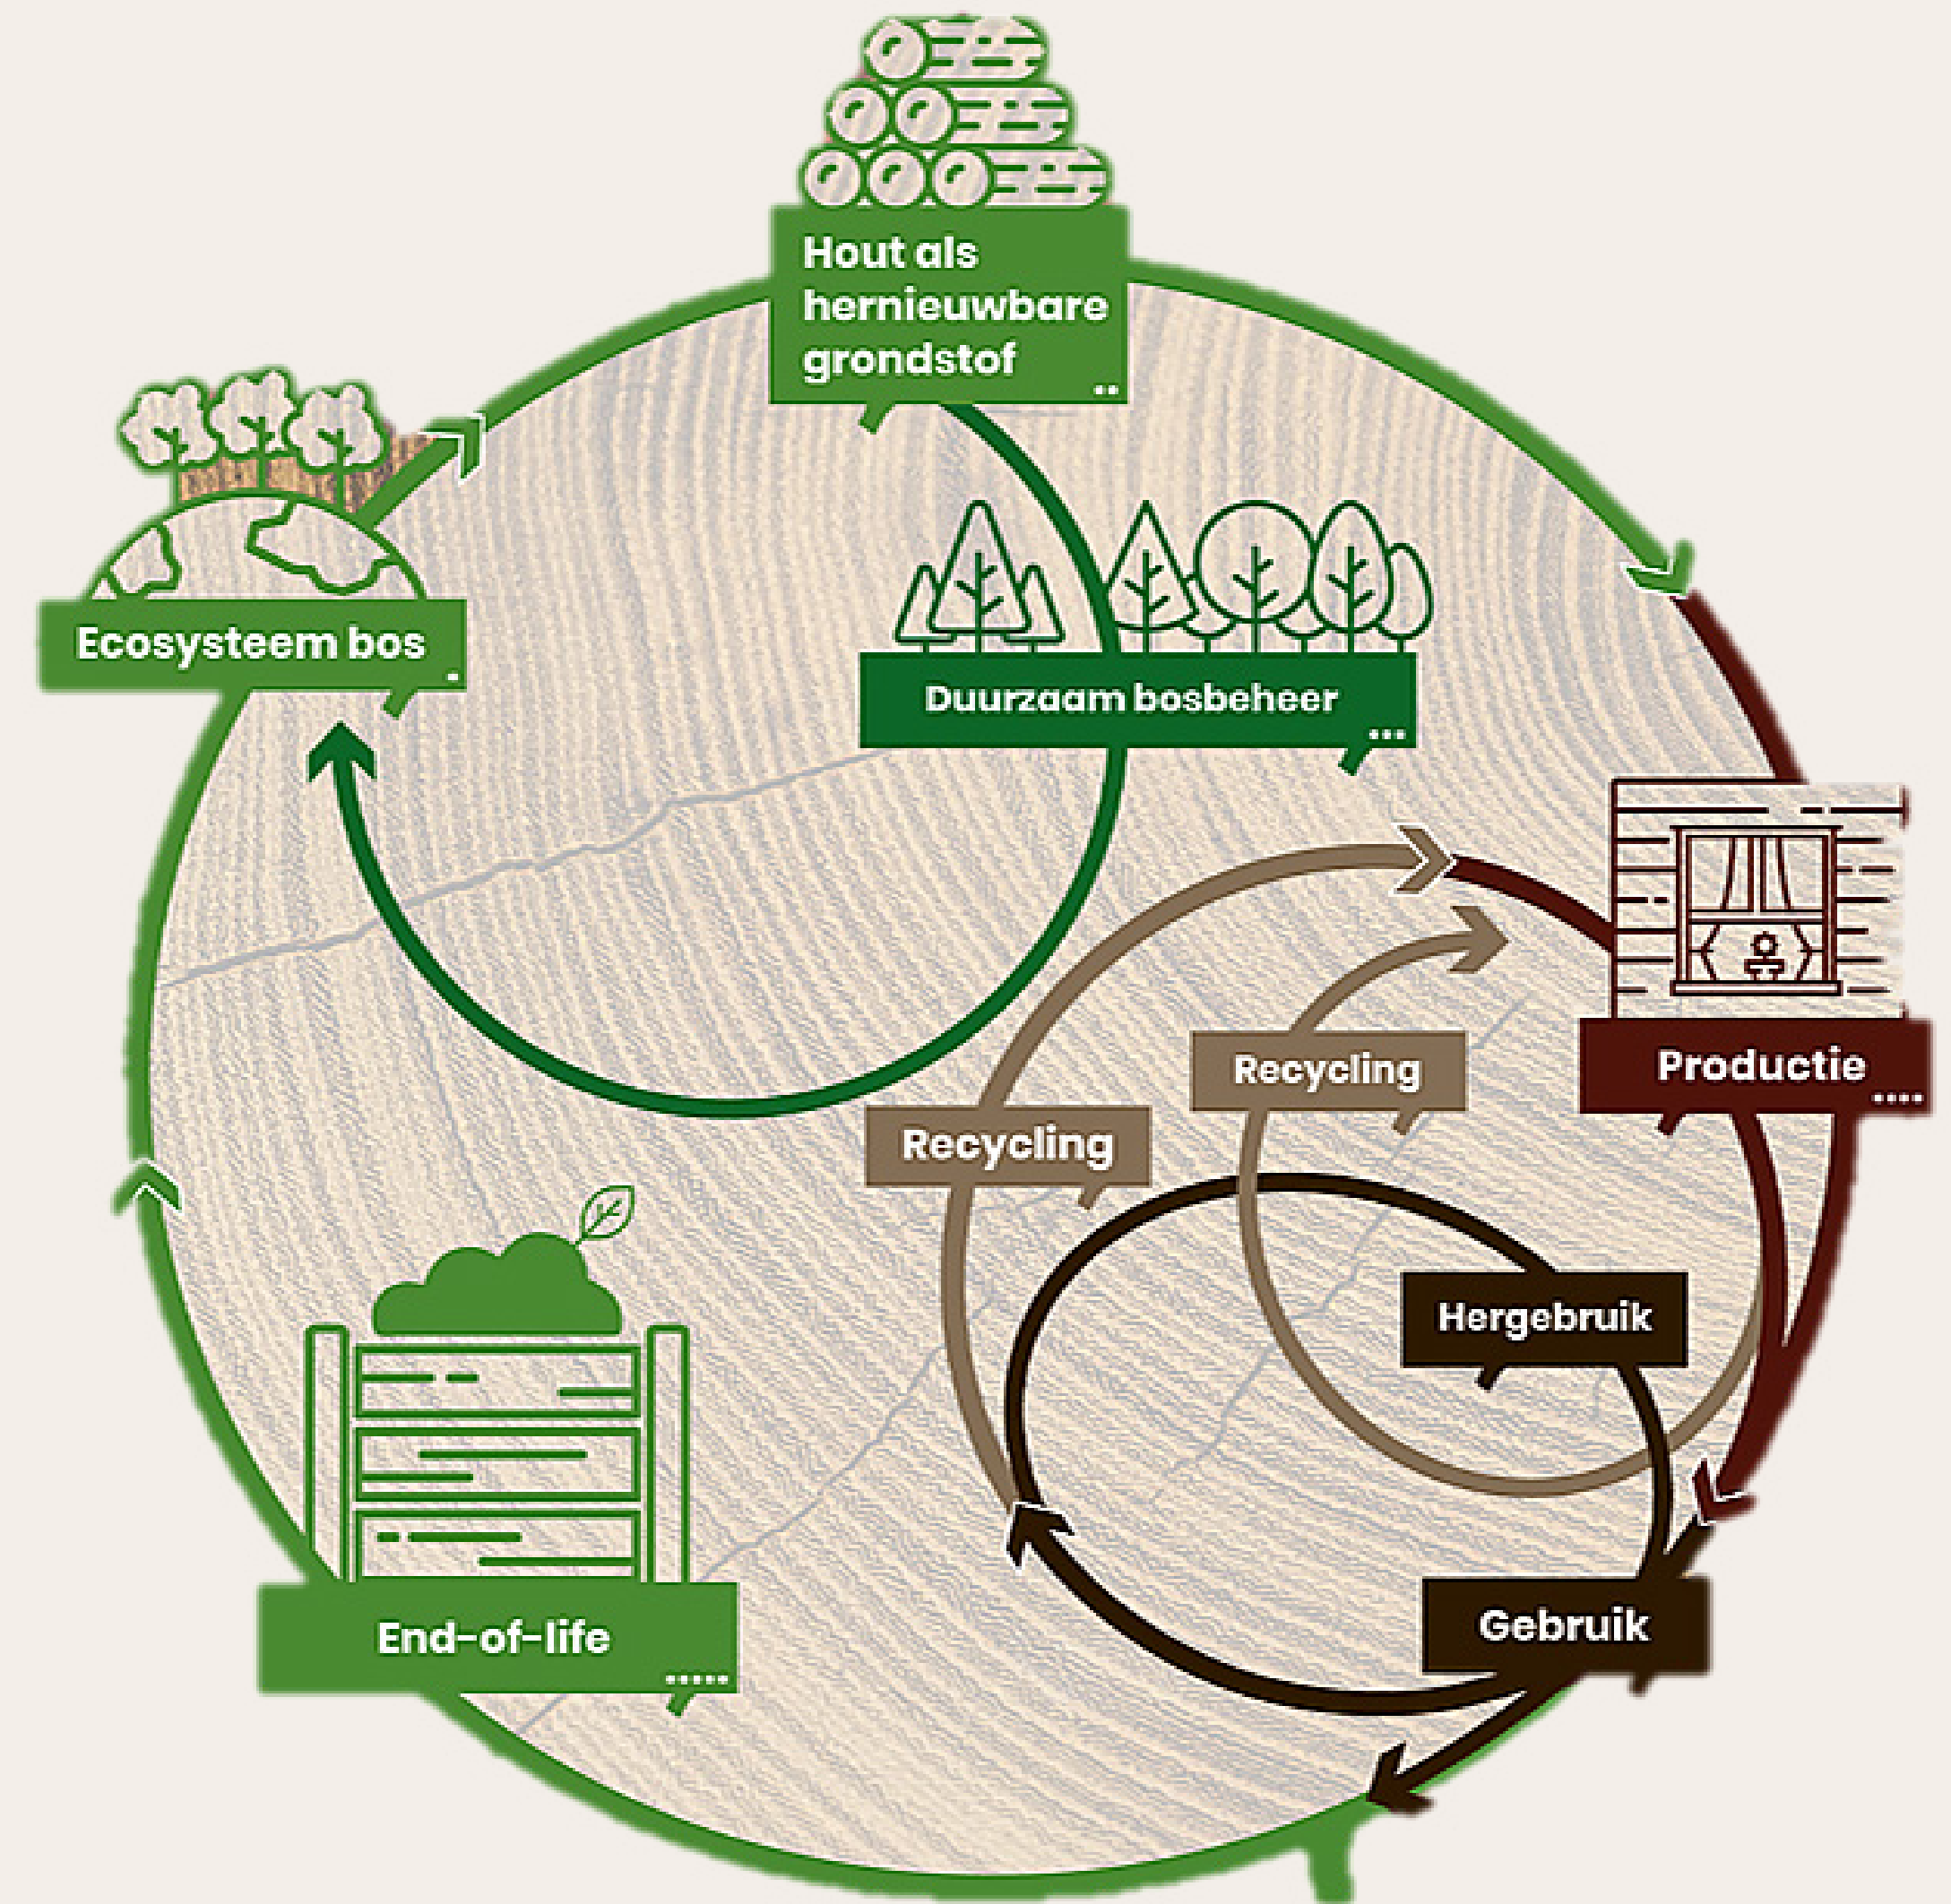 Hout als
hernieuwbare
grondstof
Ecosysteem bos
Duurzaam bosbeheer
Recycling
Productie
Recycling
Hergebruik
Gebruik
End-of-life